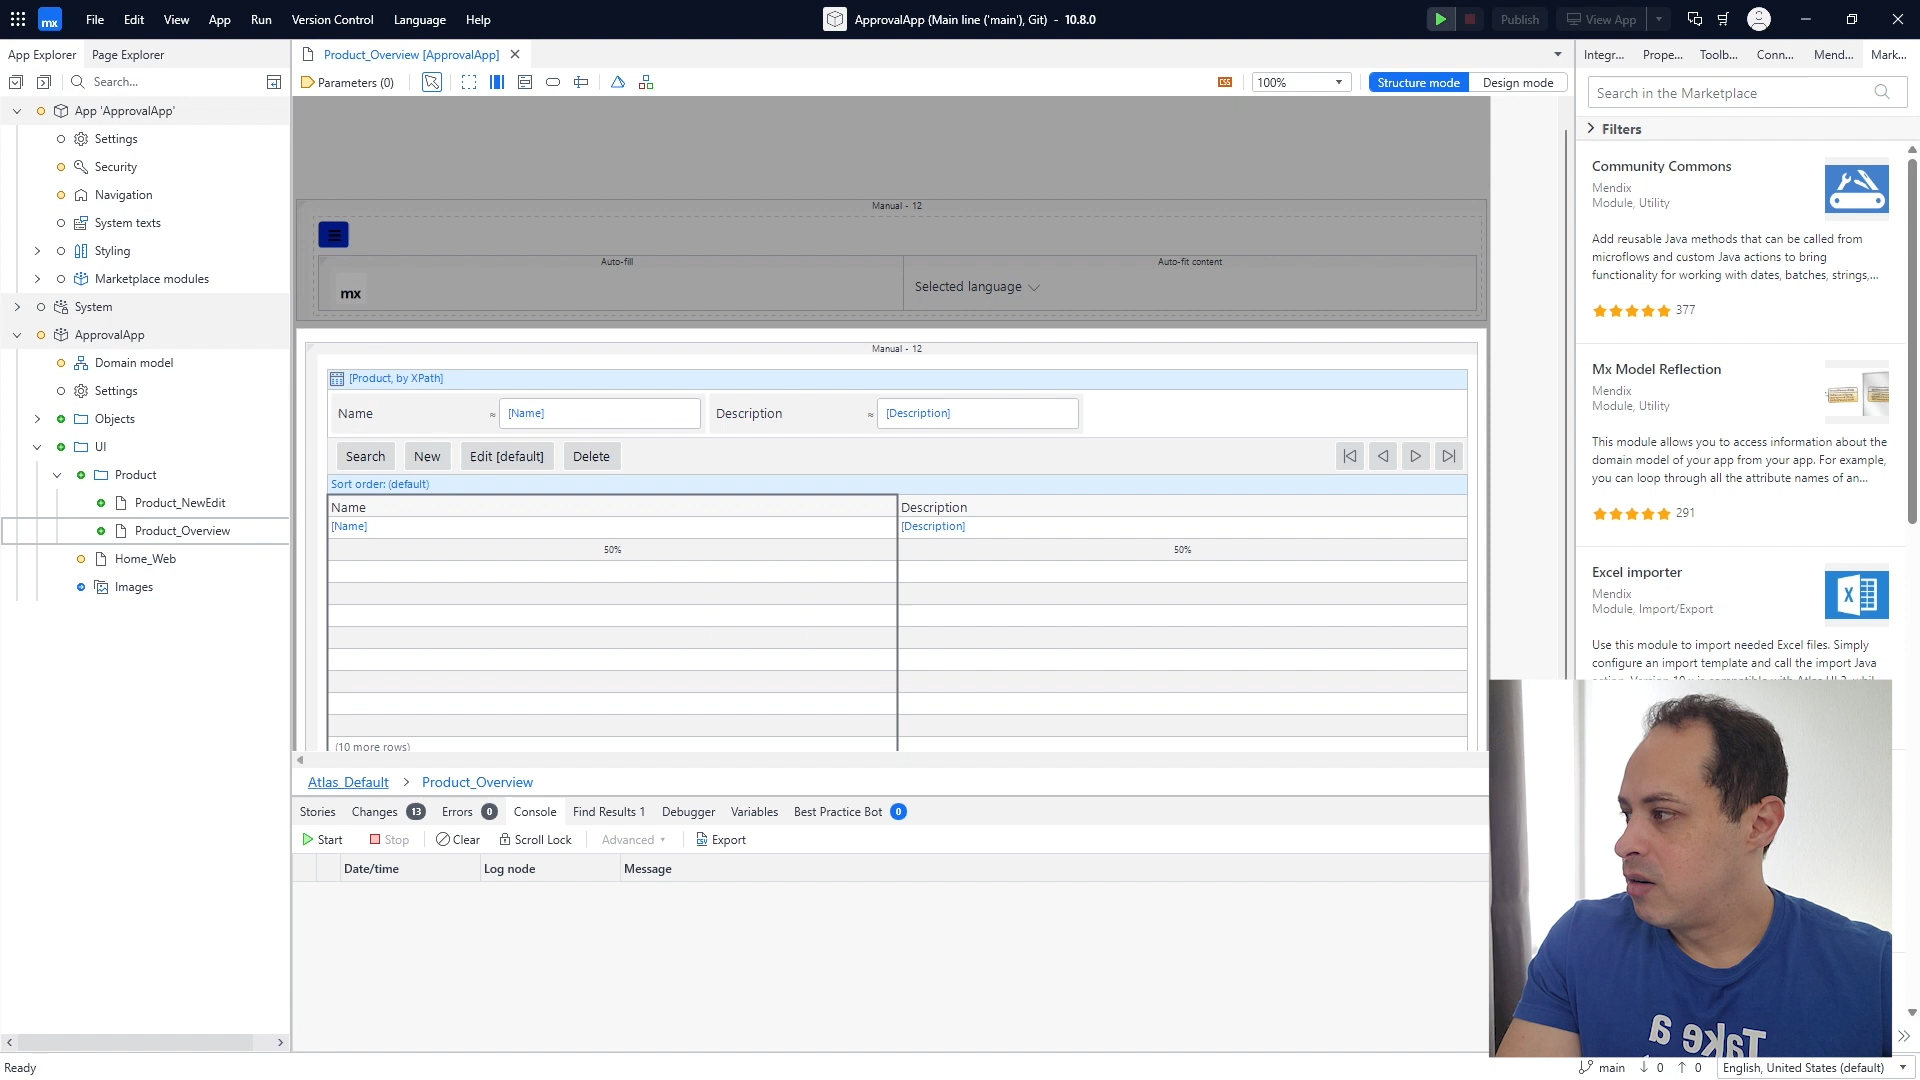 mx File Edit View App Run Version Control Language Help ApprovalApp (Main line ('main'), Git) - 10.8.0 Publish View App
App Explorer Page Explorer
Search...
App 'ApprovalApp'
Settings
Security
Navigation
System texts
Styling
Marketplace modules
System
ApprovalApp
Domain model
Settings
Objects
UI
Product
Product_NewEdit
Product_Overview
Home_Web
Images
Product_Overview [ApprovalApp]
Parameters (0) CSS 100% Structure mode Design mode
Manual - 12
Auto-fill Auto-fit content
mx Selected language
Manual - 12
[Product, by XPath]
Name ≈ [Name] Description ≈ [Description]
Search New Edit [default] Delete
Sort order: (default)
Name Description
[Name] [Description]
50% 50%
(10 more rows)
Atlas_Default > Product_Overview
Stories Changes 13 Errors 0 Console Find Results 1 Debugger Variables Best Practice Bot 0
Start Stop Clear Scroll Lock Advanced Export
Date/time Log node Message
Integr... Prope... Toolb... Conn... Mend... Mark...
Search in the Marketplace
Filters
Community Commons
Mendix
Module, Utility
Add reusable Java methods that can be called from
microflows and custom Java actions to bring
functionality for working with dates, batches, strings,...
377
Mx Model Reflection
Mendix
Module, Utility
This module allows you to access information about the
domain model of your app from your app. For example,
you can loop through all the attribute names of an...
291
Excel importer
Mendix
Module, Import/Export
Use this module to import needed Excel files. Simply
configure an import template and call the import Java
Take a
Ready main 0 0 English, United States (default)